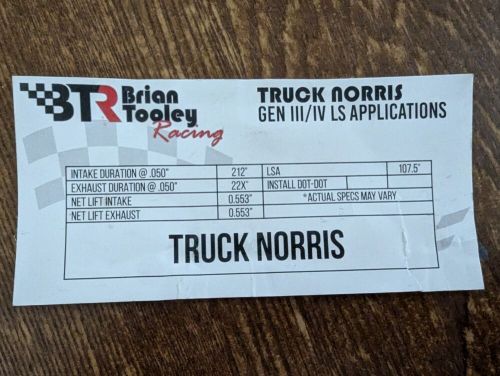 BTR Brian Tooley Racing
TRUCK NORRIS
GEN III/IV LS APPLICATIONS
INTAKE DURATION @ .050" 212° LSA 107.5°
EXHAUST DURATION @ .050" 22X° INSTALL DOT-DOT
NET LIFT INTAKE 0.553" *ACTUAL SPECS MAY VARY
NET LIFT EXHAUST 0.553"
TRUCK NORRIS